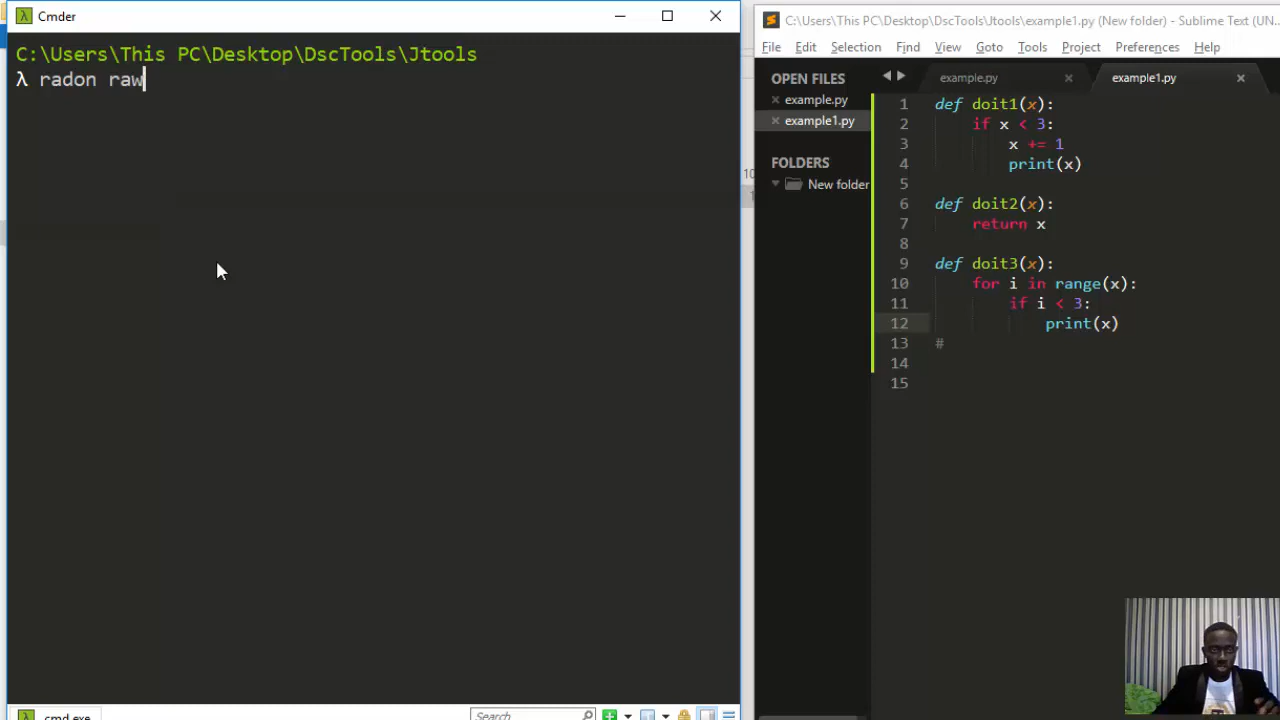 Cmder
C:\Users\This PC\Desktop\DscTools\Jtools
λ radon raw
cmd.exe
Search
C:\Users\This PC\Desktop\DscTools\Jtools\example1.py (New folder) - Sublime Text (UN...
File Edit Selection Find View Goto Tools Project Preferences Help
OPEN FILES
example.py
example1.py
FOLDERS
New folder
example.py example1.py
1 def doit1(x):
2 if x < 3:
3 x += 1
4 print(x)
5
6 def doit2(x):
7 return x
8
9 def doit3(x):
10 for i in range(x):
11 if i < 3:
12 print(x)
13 #
14
15